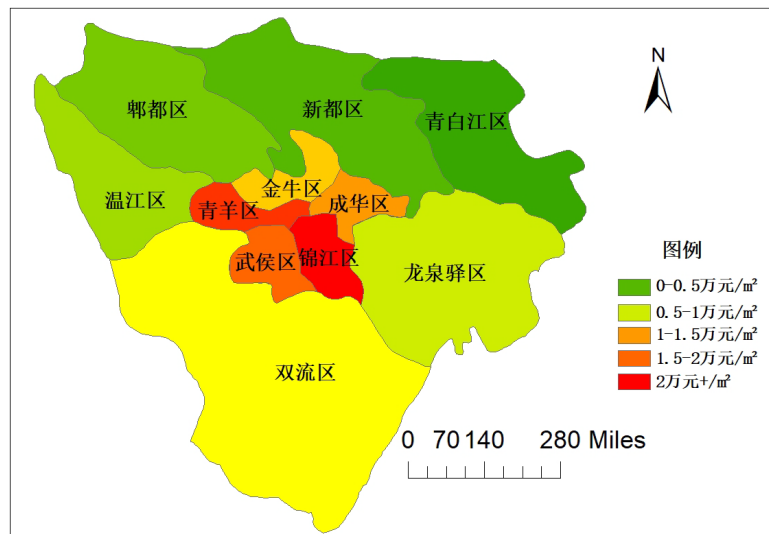 N
郫都区
新都区
青白江区
温江区
金牛区
青羊区
成华区
武侯区
锦江区
龙泉驿区
双流区
图例
0-0.5万元/㎡
0.5-1万元/㎡
1-1.5万元/㎡
1.5-2万元/㎡
2万元+/㎡
0 70 140 280 Miles